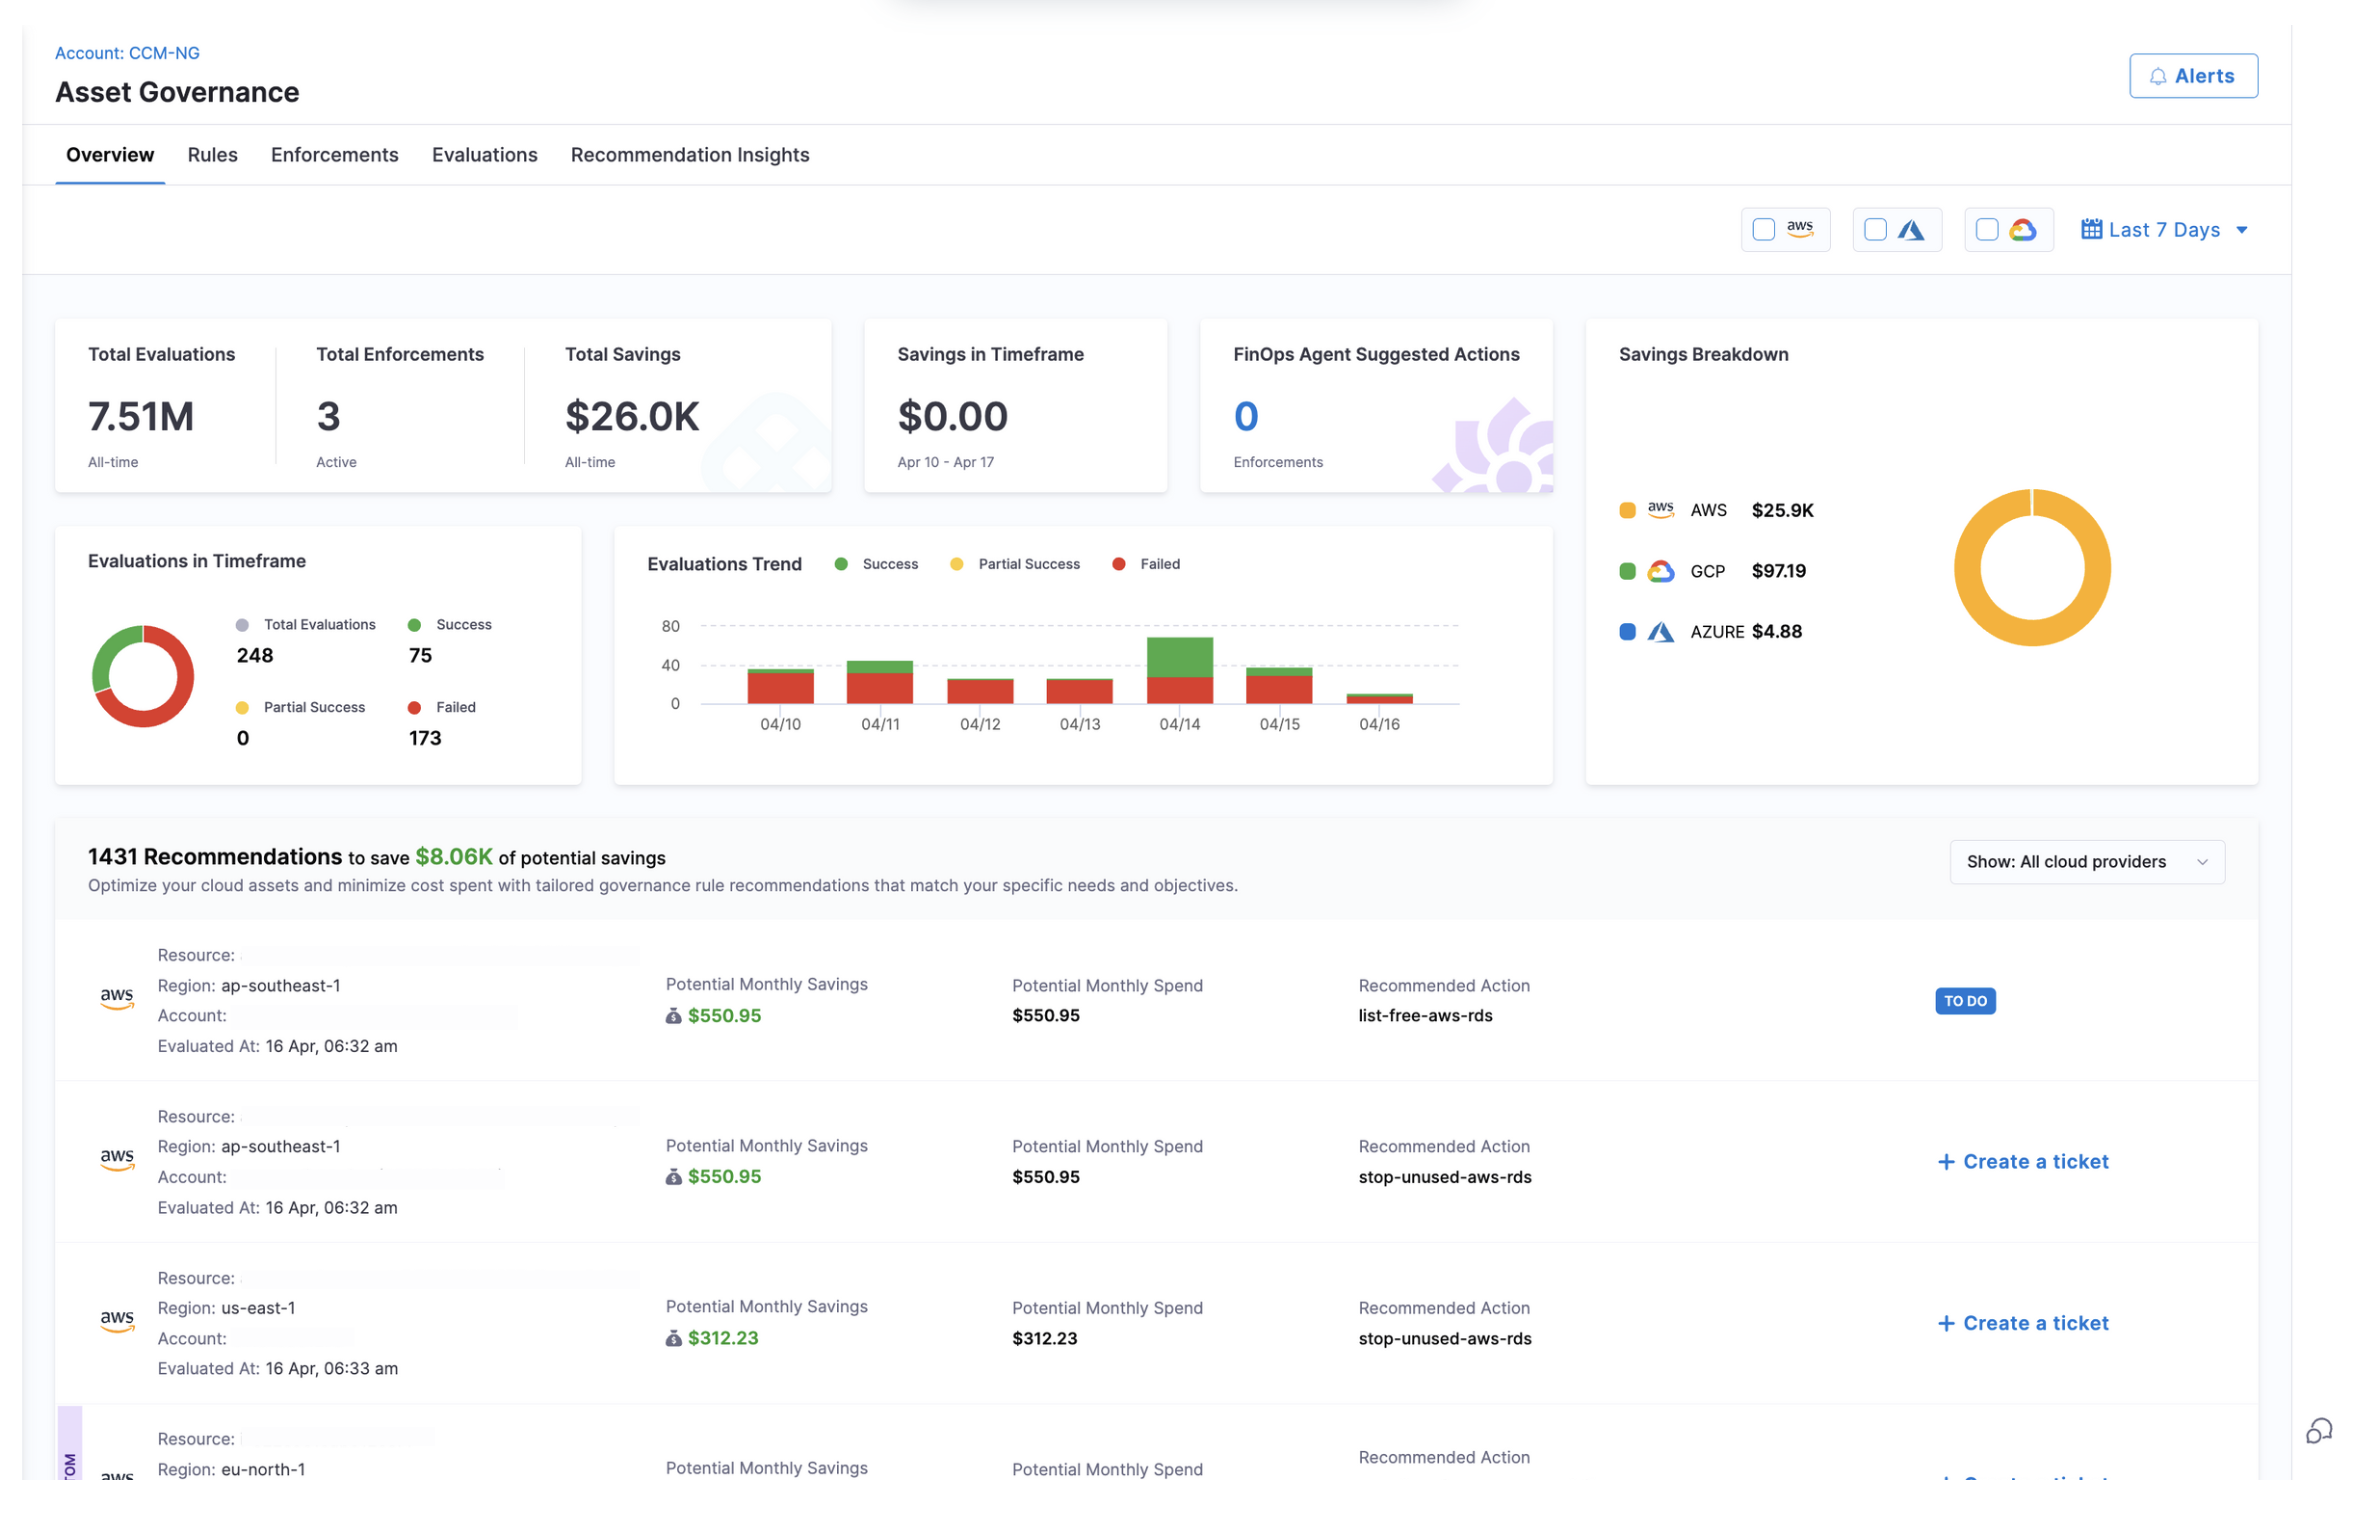 Account: CCM-NG
Asset Governance
Alerts
Overview Rules Enforcements Evaluations Recommendation Insights
aws
Last 7 Days
Total Evaluations
7.51M
All-time
Total Enforcements
3
Active
Total Savings
$26.0K
All-time
Savings in Timeframe
$0.00
Apr 10 - Apr 17
FinOps Agent Suggested Actions
0
Enforcements
Savings Breakdown
aws AWS $25.9K
GCP $97.19
AZURE $4.88
Evaluations in Timeframe
Total Evaluations
248
Success
75
Partial Success
0
Failed
173
Evaluations Trend Success Partial Success Failed
80
40
0
04/10 04/11 04/12 04/13 04/14 04/15 04/16
1431 Recommendations to save $8.06K of potential savings
Optimize your cloud assets and minimize cost spent with tailored governance rule recommendations that match your specific needs and objectives.
Show: All cloud providers
aws
Resource:
Region: ap-southeast-1
Account:
Evaluated At: 16 Apr, 06:32 am
Potential Monthly Savings
$550.95
Potential Monthly Spend
$550.95
Recommended Action
list-free-aws-rds
TO DO
aws
Resource:
Region: ap-southeast-1
Account:
Evaluated At: 16 Apr, 06:32 am
Potential Monthly Savings
$550.95
Potential Monthly Spend
$550.95
Recommended Action
stop-unused-aws-rds
+ Create a ticket
aws
Resource:
Region: us-east-1
Account:
Evaluated At: 16 Apr, 06:33 am
Potential Monthly Savings
$312.23
Potential Monthly Spend
$312.23
Recommended Action
stop-unused-aws-rds
+ Create a ticket
aws
Resource:
Region: eu-north-1
Potential Monthly Savings
Potential Monthly Spend
Recommended Action